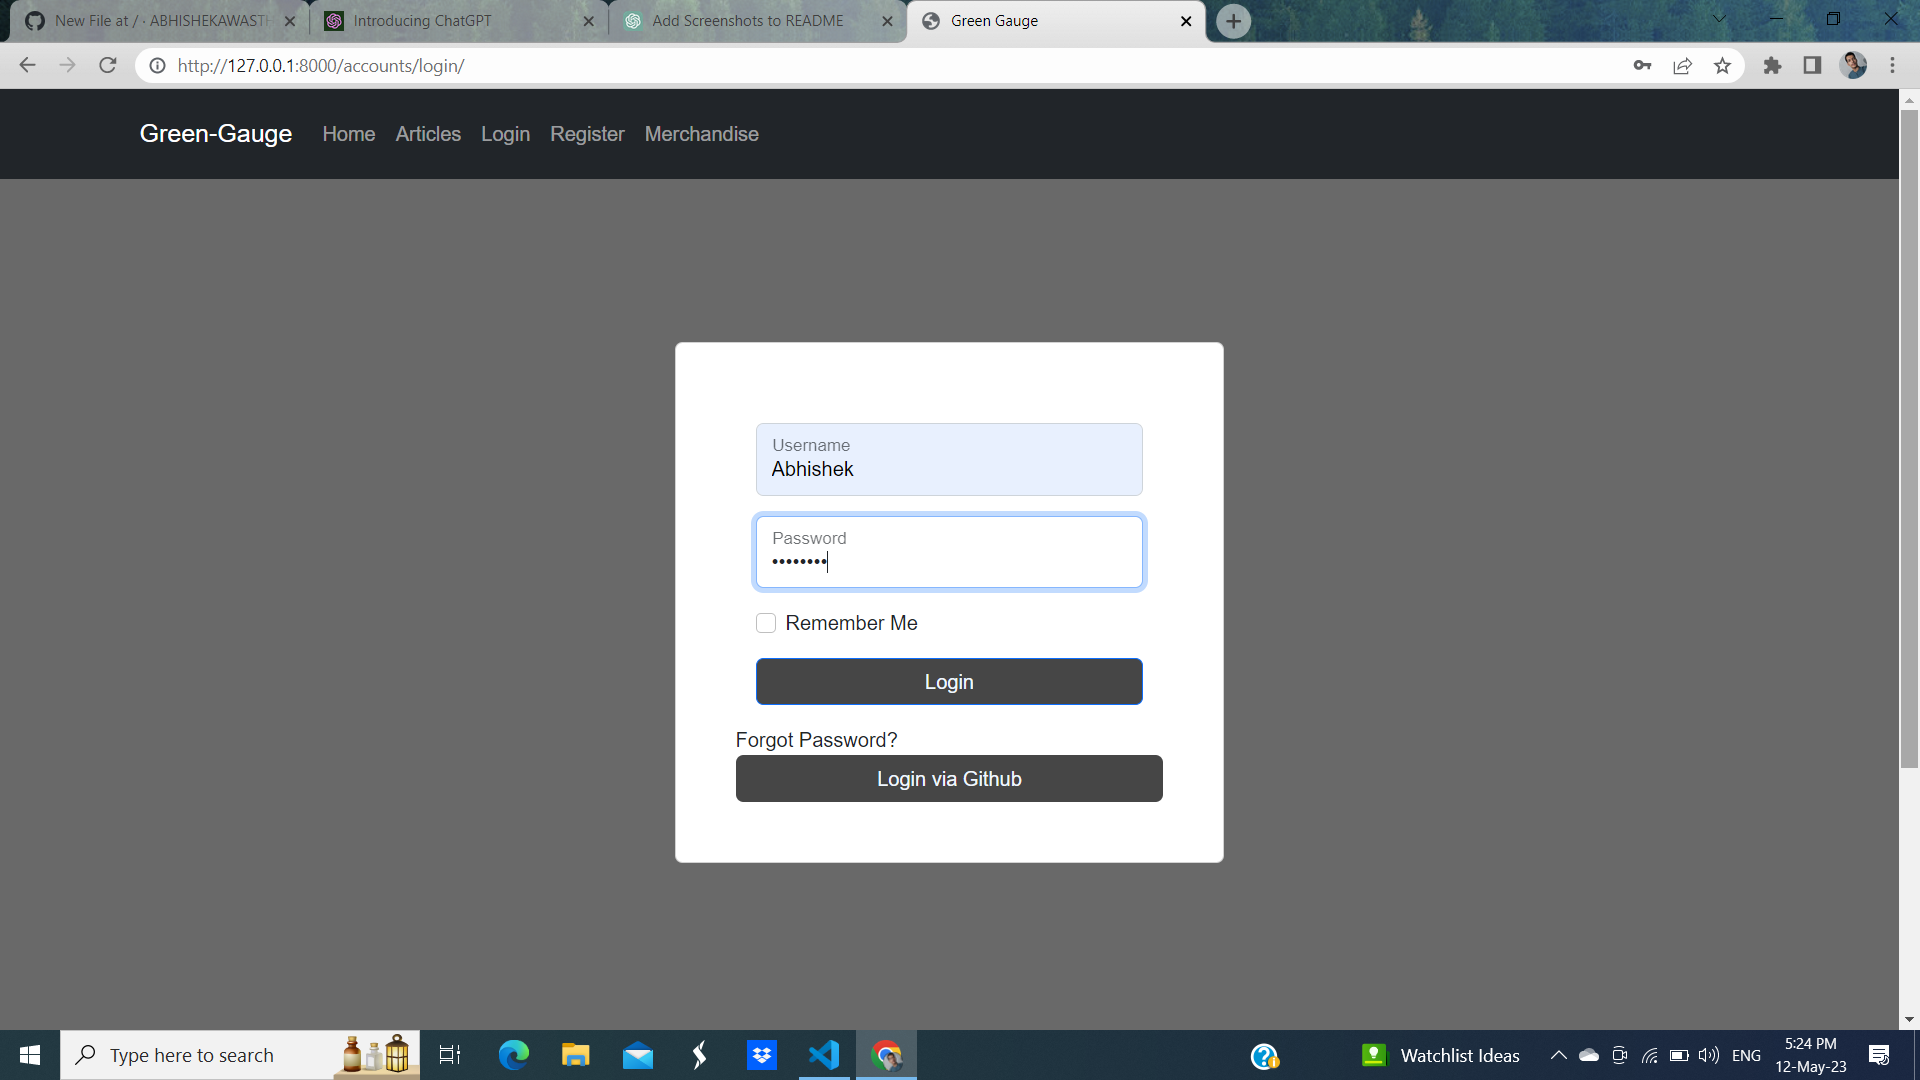 New File at / · ABHISHEKAWASTH
Introducing ChatGPT
Add Screenshots to README
Green Gauge
http://127.0.0.1:8000/accounts/login/
Green-Gauge Home Articles Login Register Merchandise
Username
Abhishek
Password
••••••••
Remember Me
Login
Forgot Password?
Login via Github
Type here to search
Watchlist Ideas
ENG
5:24 PM
12-May-23